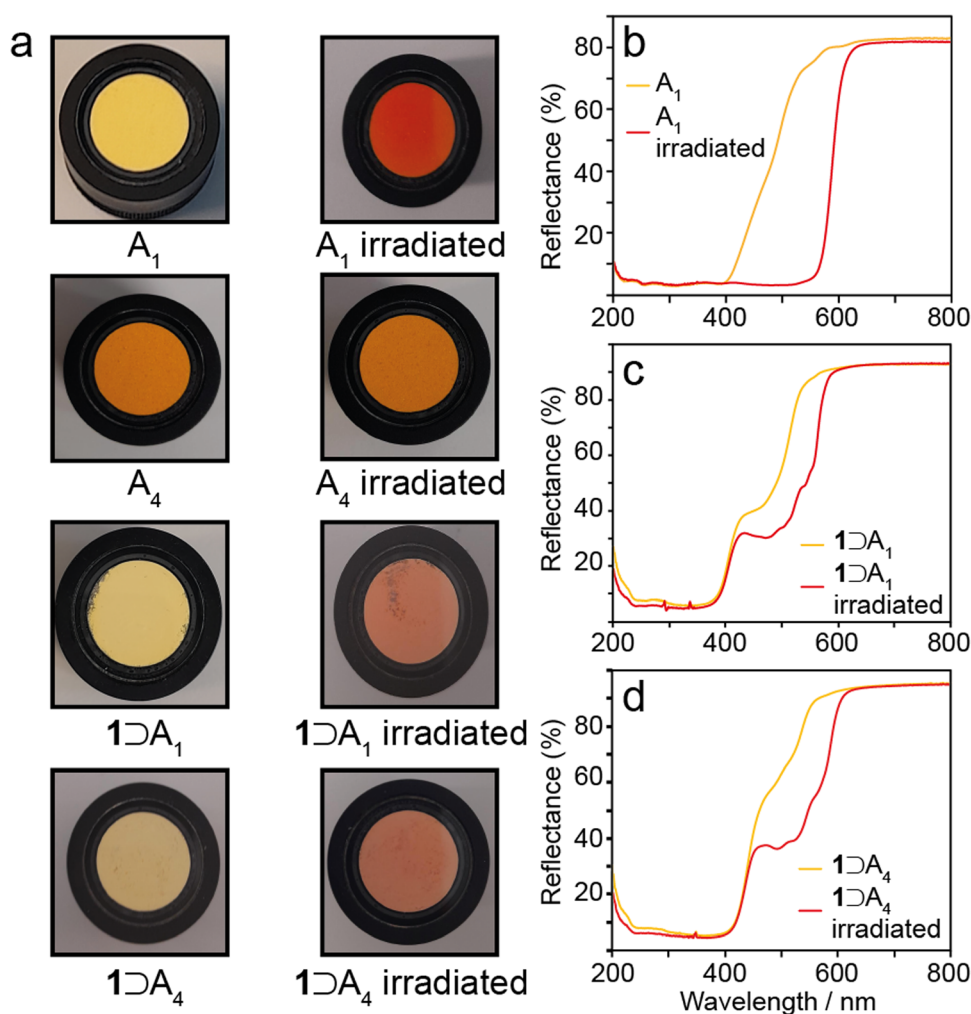 a
A₁
A₁ irradiated
A₄
A₄ irradiated
1⊃A₁
1⊃A₁ irradiated
1⊃A₄
1⊃A₄ irradiated
b
Reflectance (%)
80
60
40
20
A₁
A₁
irradiated
200 400 600 800
c
Reflectance (%)
80
60
40
20
1⊃A₁
1⊃A₁
irradiated
200 400 600 800
d
Reflectance (%)
80
60
40
20
1⊃A₄
1⊃A₄
irradiated
200 400 600 800
Wavelength / nm